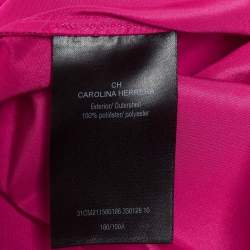 CH
CAROLINA HERRERA
Exterior/ Outershell
100% poliéster/ polyester
160/100A